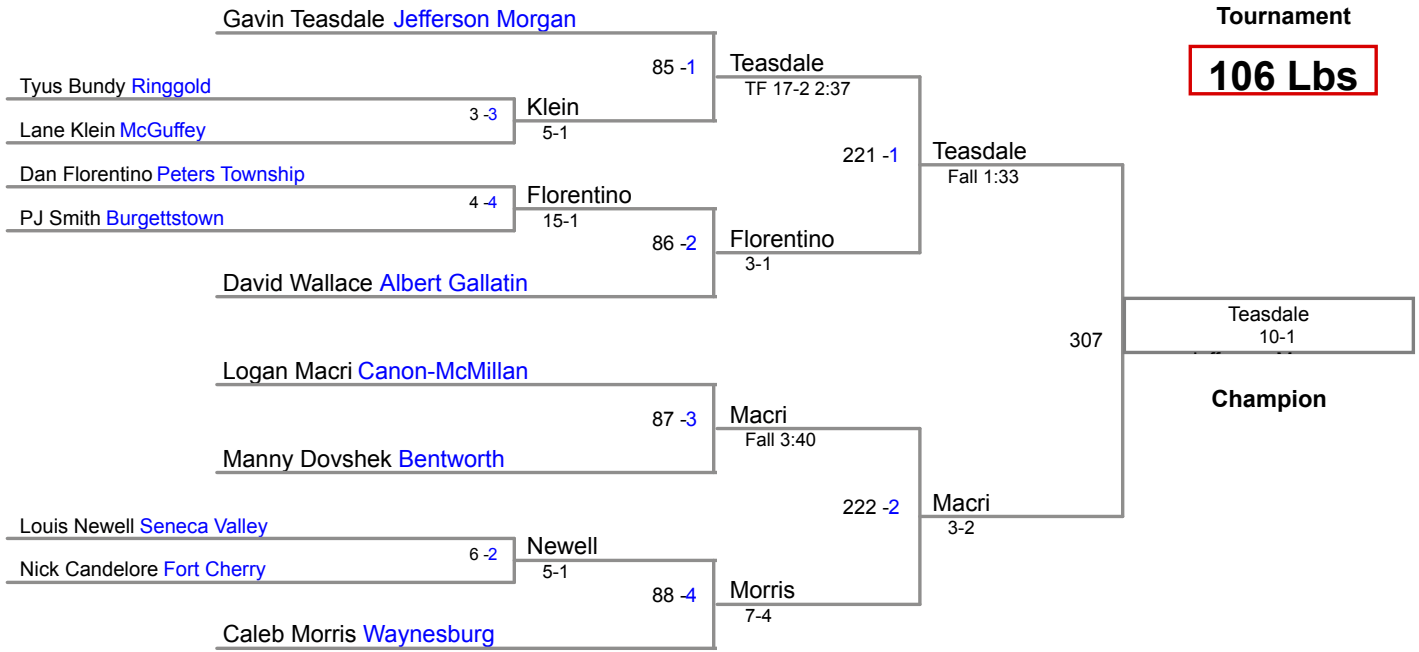 Gavin Teasdale Jefferson Morgan
Tournament
106 Lbs
85 -1
Teasdale
TF 17-2 2:37
Tyus Bundy Ringgold
3 -3
Klein
5-1
Lane Klein McGuffey
221 -1
Teasdale
Fall 1:33
Dan Florentino Peters Township
4 -4
Florentino
15-1
PJ Smith Burgettstown
86 -2
Florentino
3-1
David Wallace Albert Gallatin
307
Teasdale
10-1
Champion
Logan Macri Canon-McMillan
87 -3
Macri
Fall 3:40
Manny Dovshek Bentworth
222 -2
Macri
3-2
Louis Newell Seneca Valley
6 -2
Newell
5-1
Nick Candelore Fort Cherry
88 -4
Morris
7-4
Caleb Morris Waynesburg